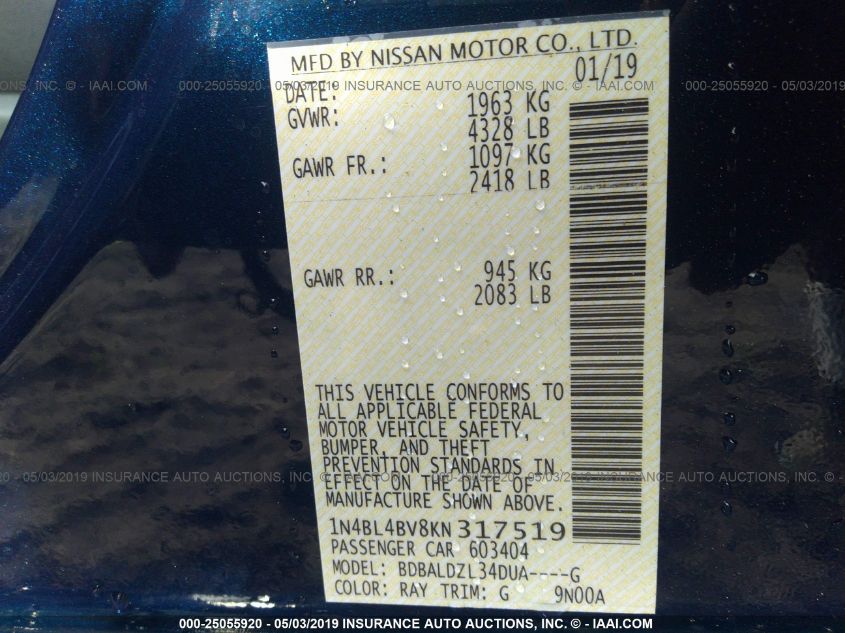 MFD BY NISSAN MOTOR CO., LTD.
DATE: 01/19
GVWR: 1963 KG
4328 LB
GAWR FR.: 1097 KG
2418 LB
GAWR RR.: 945 KG
2083 LB
THIS VEHICLE CONFORMS TO
ALL APPLICABLE FEDERAL
MOTOR VEHICLE SAFETY,
BUMPER, AND THEFT
PREVENTION STANDARDS IN
EFFECT ON THE DATE OF
MANUFACTURE SHOWN ABOVE.
1N4BL4BV8KN317519
PASSENGER CAR 603404
MODEL: BDBALDZL34DUA----G
COLOR: RAY TRIM: G 9N00A
000-25055920 - 05/03/2019 INSURANCE AUTO AUCTIONS, INC. - IAAI.COM